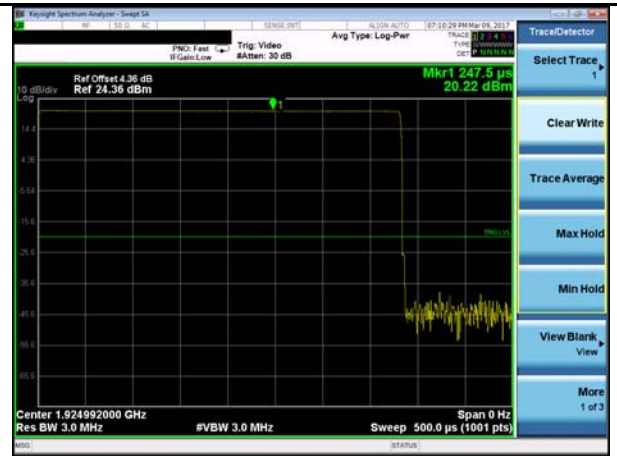 Keysight Spectrum Analyzer - Swept SA
RF 50 Ω AC SENSE:INT ALIGN AUTO 07:10:29 PM Mar 09, 2017
PNO: Fast Trig: Video Avg Type: Log-Pwr TRACE 1 2 3 4 5 6
IFGain:Low #Atten: 30 dB TYPE
DET P N N N N N
Trace/Detector
Select Trace
1
Clear Write
Trace Average
Max Hold
Min Hold
View Blank
View
More
1 of 3
Ref Offset 4.36 dB Mkr1 247.5 µs
10 dB/div Ref 24.36 dBm 20.22 dBm
Log
1
14.4
4.36
-5.64
-15.6
TRIG LVL
-25.6
-35.6
-45.6
-55.6
-65.6
Center 1.924992000 GHz Span 0 Hz
Res BW 3.0 MHz #VBW 3.0 MHz Sweep 500.0 µs (1001 pts)
MSG STATUS